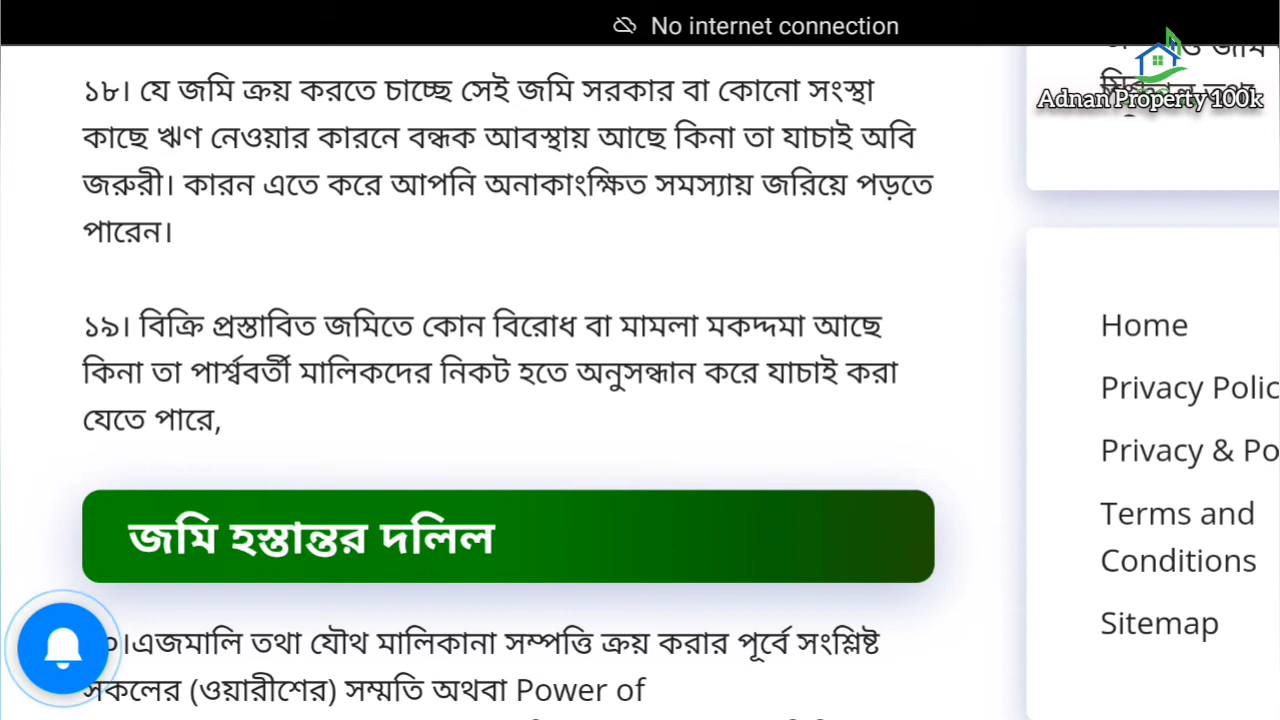 No internet connection
Adnan Property 100k
১৮। যে জমি ক্রয় করতে চাচ্ছে সেই জমি সরকার বা কোনো সংস্থা
কাছে ঋণ নেওয়ার কারনে বন্ধক আবস্থায় আছে কিনা তা যাচাই অবি
জরুরী। কারন এতে করে আপনি অনাকাংক্ষিত সমস্যায় জরিয়ে পড়তে
পারেন।
১৯। বিক্রি প্রস্তাবিত জমিতে কোন বিরোধ বা মামলা মকদ্দমা আছে
কিনা তা পার্শ্ববর্তী মালিকদের নিকট হতে অনুসন্ধান করে যাচাই করা
যেতে পারে,
জমি হস্তান্তর দলিল
০।এজমালি তথা যৌথ মালিকানা সম্পত্তি ক্রয় করার পূর্বে সংশ্লিষ্ট
সকলের (ওয়ারীশের) সম্মতি অথবা Power of
Home
Privacy Polic
Privacy & Po
Terms and
Conditions
Sitemap